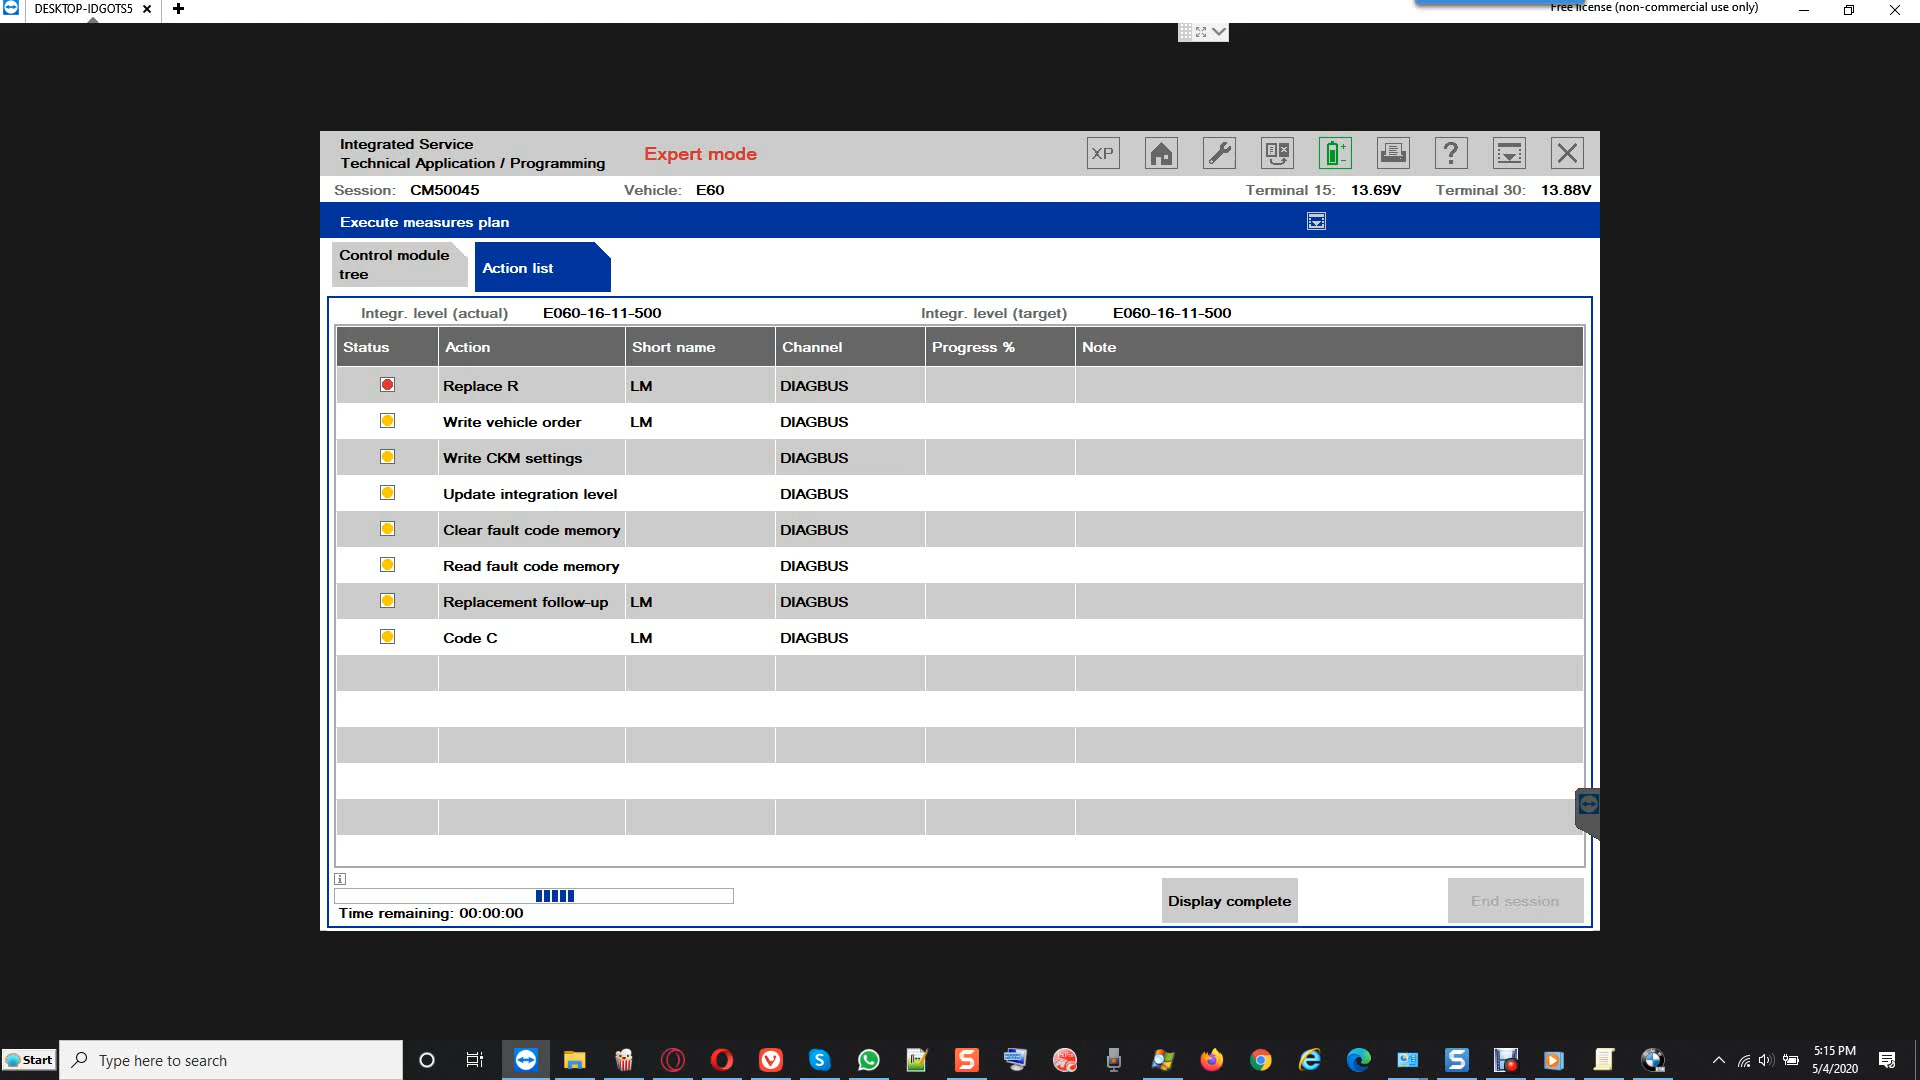 DESKTOP-IDGOTS5
Free license (non-commercial use only)
Integrated Service
Technical Application / Programming
Expert mode
XP
Session: CM50045
Vehicle: E60
Terminal 15: 13.69V
Terminal 30: 13.88V
Execute measures plan
Control module
tree
Action list
Integr. level (actual) E060-16-11-500
Integr. level (target) E060-16-11-500
Status Action Short name Channel Progress % Note
Replace R LM DIAGBUS
Write vehicle order LM DIAGBUS
Write CKM settings DIAGBUS
Update integration level DIAGBUS
Clear fault code memory DIAGBUS
Read fault code memory DIAGBUS
Replacement follow-up LM DIAGBUS
Code C LM DIAGBUS
Time remaining: 00:00:00
Display complete
End session
Start
Type here to search
5:15 PM
5/4/2020